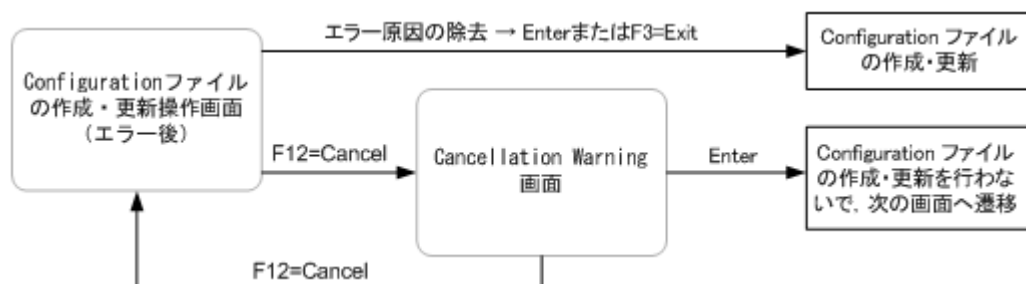 エラー原因の除去 → EnterまたはF3=Exit
Configurationファイル
の作成・更新操作画面
（エラー後）
Configuration ファイル
の作成・更新
F12=Cancel
Cancellation Warning
画面
Enter
Configuration ファイル
の作成・更新を行わな
いで，次の画面へ遷移
F12=Cancel